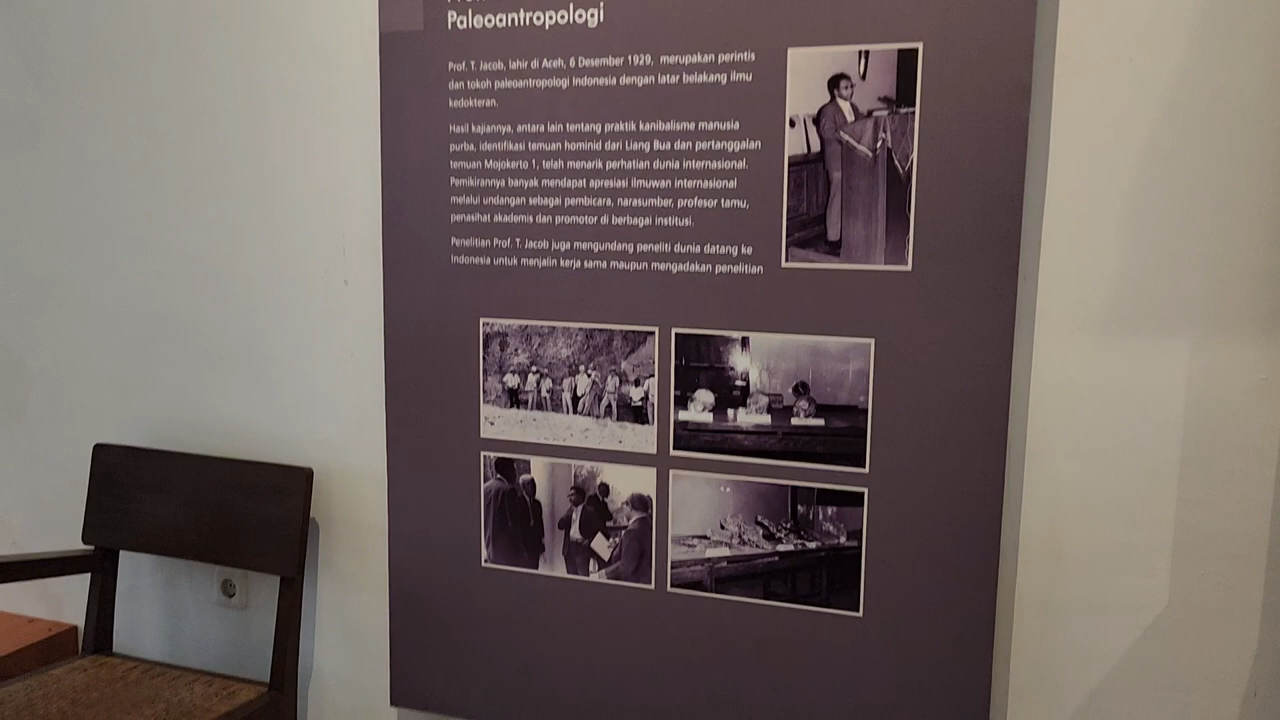 Paleoantropologi
Prof. T. Jacob, lahir di Aceh, 6 Desember 1929, merupakan perintis
dan tokoh paleoantropologi Indonesia dengan latar belakang ilmu
kedokteran.
Hasil kajiannya, antara lain tentang praktik kanibalisme manusia
purba, identifikasi temuan hominid dari Liang Bua dan pertanggalan
temuan Mojokerto 1, telah menarik perhatian dunia internasional.
Pemikirannya banyak mendapat apresiasi ilmuwan internasional
melalui undangan sebagai pembicara, narasumber, profesor tamu,
penasihat akademis dan promotor di berbagai institusi.
Penelitian Prof. T. Jacob juga mengundang peneliti dunia datang ke
Indonesia untuk menjalin kerja sama maupun mengadakan penelitian